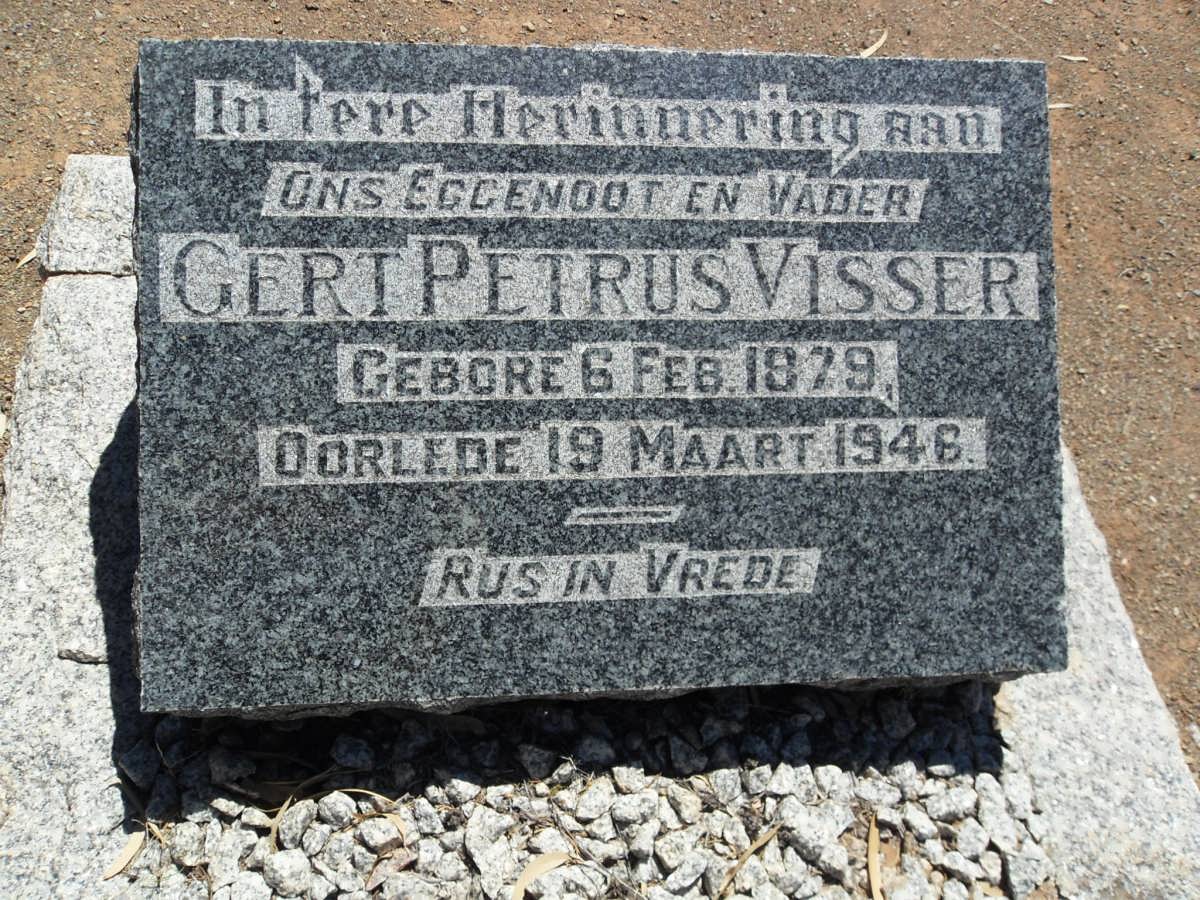 In tere Herinnering aan
ONS EGGENOOT EN VADER
GERT PETRUS VISSER
GEBORE 6 FEB. 1879,
OORLEDE 19 MAART 1946.
RUS IN VREDE